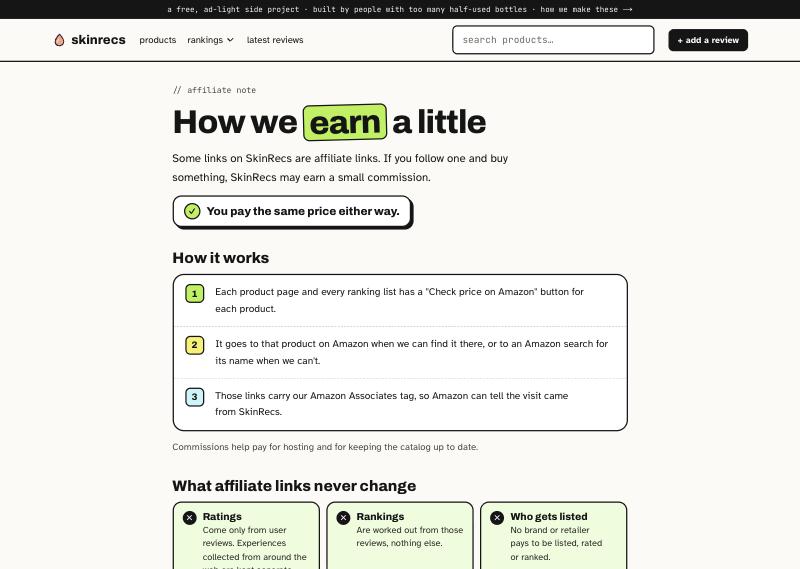 a free, ad-light side project · built by people with too many half-used bottles · how we make these →
skinrecs
products
rankings
latest reviews
search products…
+ add a review
// affiliate note
How we earn a little
Some links on SkinRecs are affiliate links. If you follow one and buy
something, SkinRecs may earn a small commission.
You pay the same price either way.
How it works
1
Each product page and every ranking list has a "Check price on Amazon" button for
each product.
2
It goes to that product on Amazon when we can find it there, or to an Amazon search for
its name when we can't.
3
Those links carry our Amazon Associates tag, so Amazon can tell the visit came
from SkinRecs.
Commissions help pay for hosting and for keeping the catalog up to date.
What affiliate links never change
Ratings
Come only from user
reviews. Experiences
collected from around the
web are kept separate
Rankings
Are worked out from those
reviews, nothing else.
Who gets listed
No brand or retailer
pays to be listed, rated
or ranked.